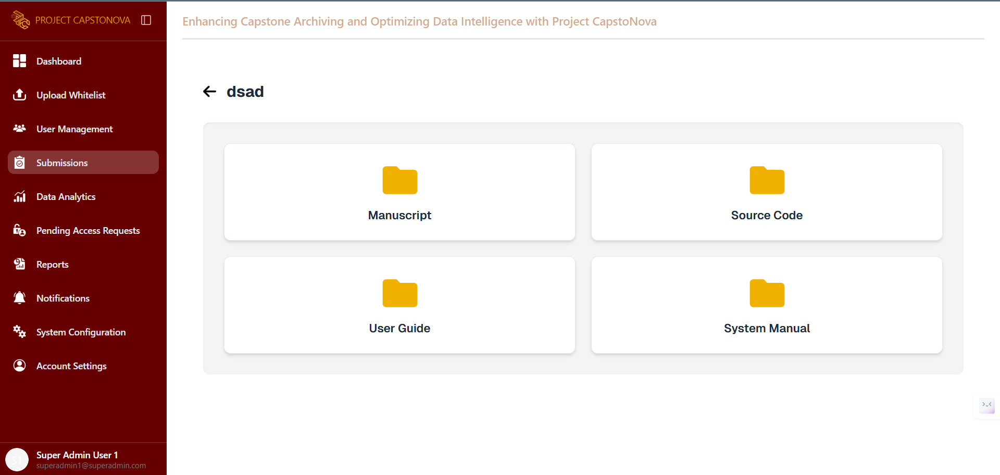 PROJECT CAPSTONOVA
Dashboard
Upload Whitelist
User Management
Submissions
Data Analytics
Pending Access Requests
Reports
Notifications
System Configuration
Account Settings
S1
Super Admin User 1
superadmin1@superadmin.com
Enhancing Capstone Archiving and Optimizing Data Intelligence with Project CapstoNova
dsad
Manuscript
Source Code
User Guide
System Manual